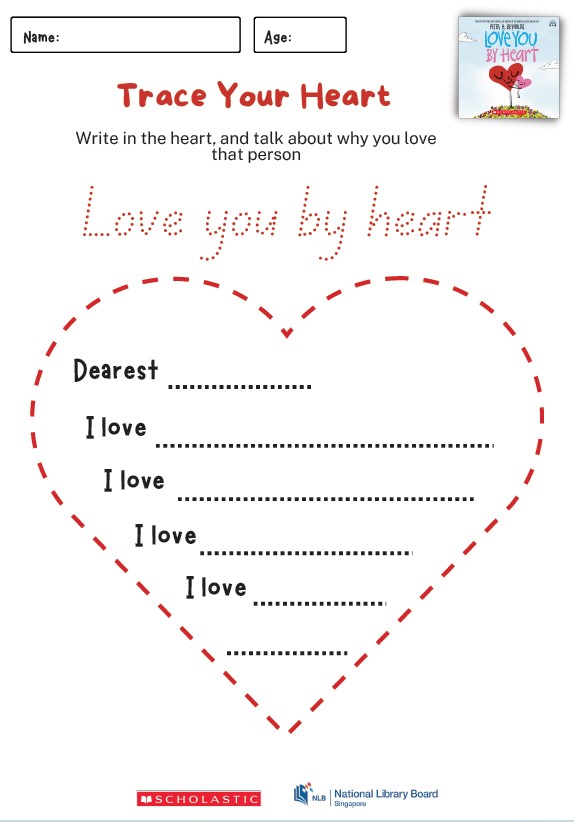 Name:
Age:
PETER H. REYNOLDS
LOVE YOU
BY HEART
Trace Your Heart
Write in the heart, and talk about why you love
that person
Love you by heart
Dearest
I love
I love
I love
I love
SCHOLASTIC
NLB
National Library Board
Singapore